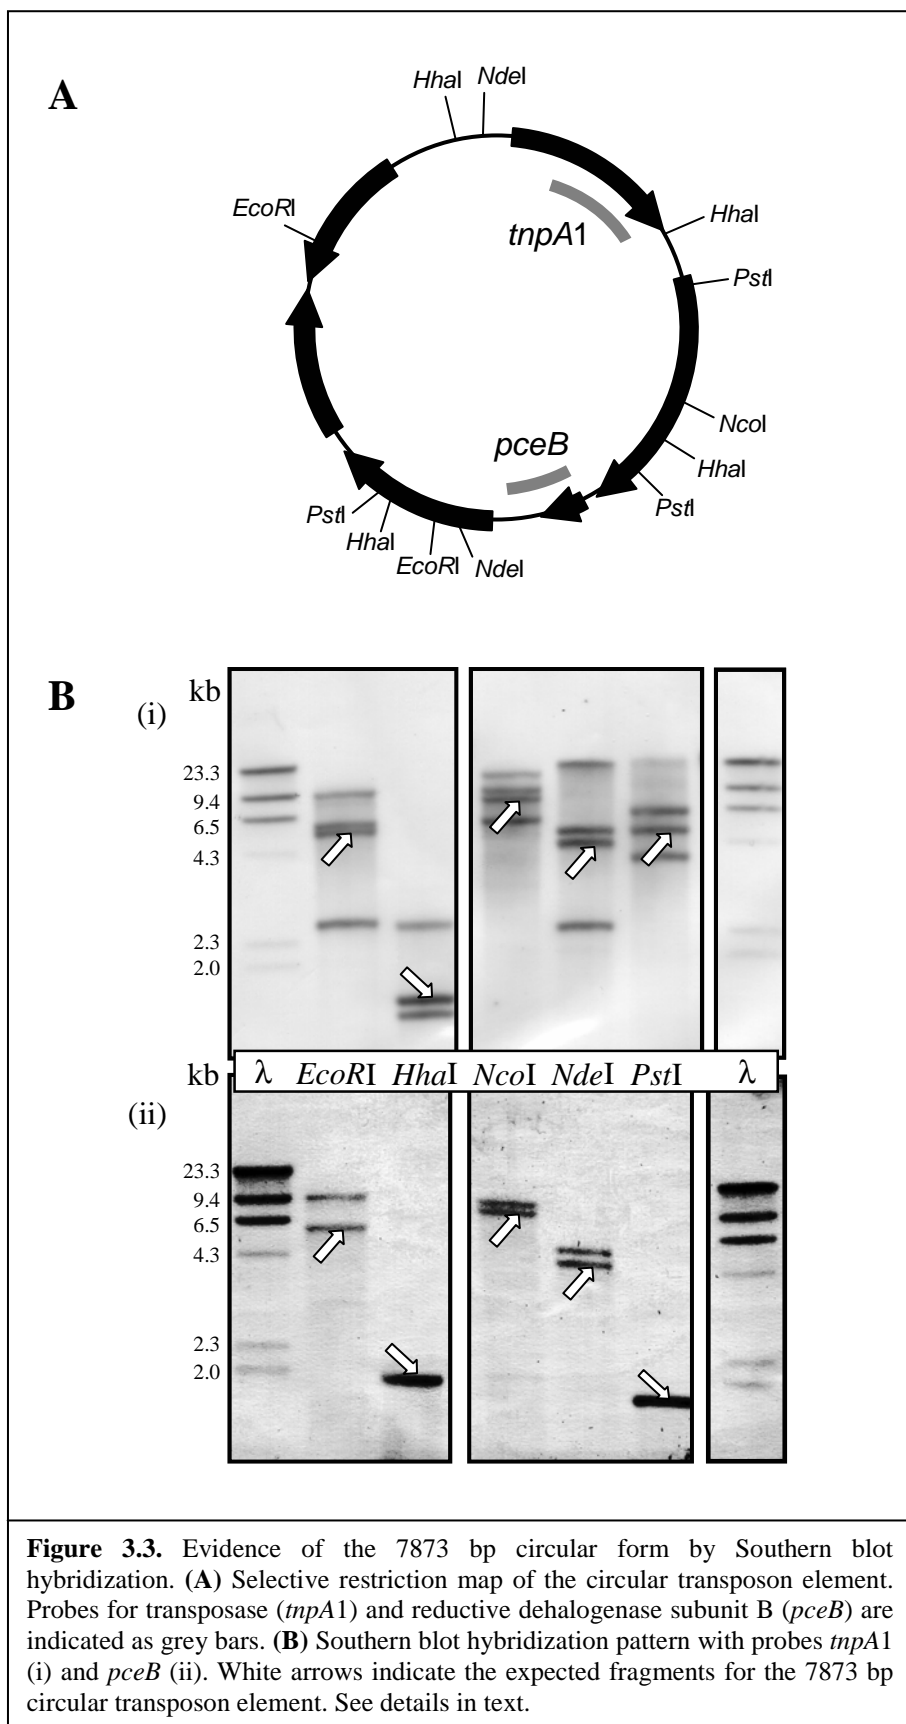 A
HhaI
NdeI
EcoRI
tnpA1
HhaI
PstI
NcoI
pceB
HhaI
PstI
PstI
HhaI
EcoRI
NdeI
B
kb
(i)
23.3
9.4
6.5
4.3
2.3
2.0
kb
λ EcoRI HhaI NcoI NdeI PstI λ
(ii)
23.3
9.4
6.5
4.3
2.3
2.0
Figure 3.3. Evidence of the 7873 bp circular form by Southern blot
hybridization. (A) Selective restriction map of the circular transposon element.
Probes for transposase (tnpA1) and reductive dehalogenase subunit B (pceB) are
indicated as grey bars. (B) Southern blot hybridization pattern with probes tnpA1
(i) and pceB (ii). White arrows indicate the expected fragments for the 7873 bp
circular transposon element. See details in text.